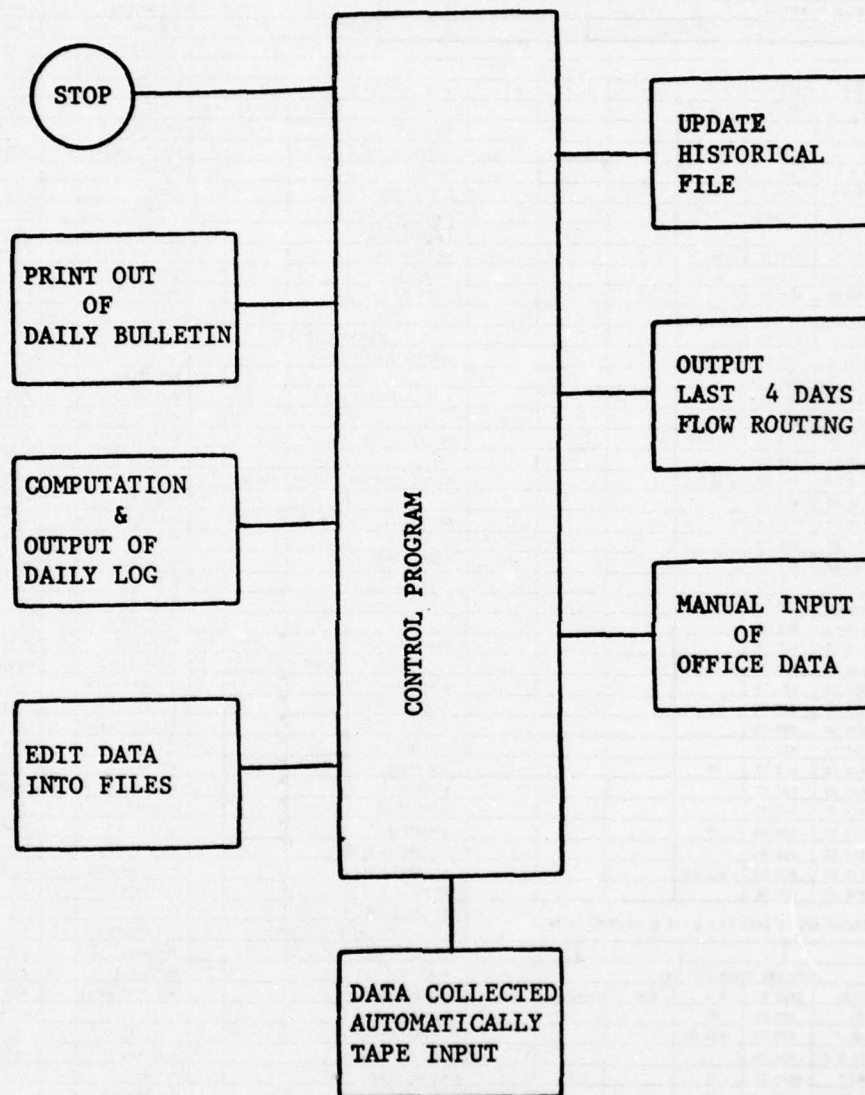 STOP
PRINT OUT
OF
DAILY BULLETIN
COMPUTATION
&
OUTPUT OF
DAILY LOG
EDIT DATA
INTO FILES
CONTROL PROGRAM
UPDATE
HISTORICAL
FILE
OUTPUT
LAST 4 DAYS
FLOW ROUTING
MANUAL INPUT
OF
OFFICE DATA
DATA COLLECTED
AUTOMATICALLY
TAPE INPUT